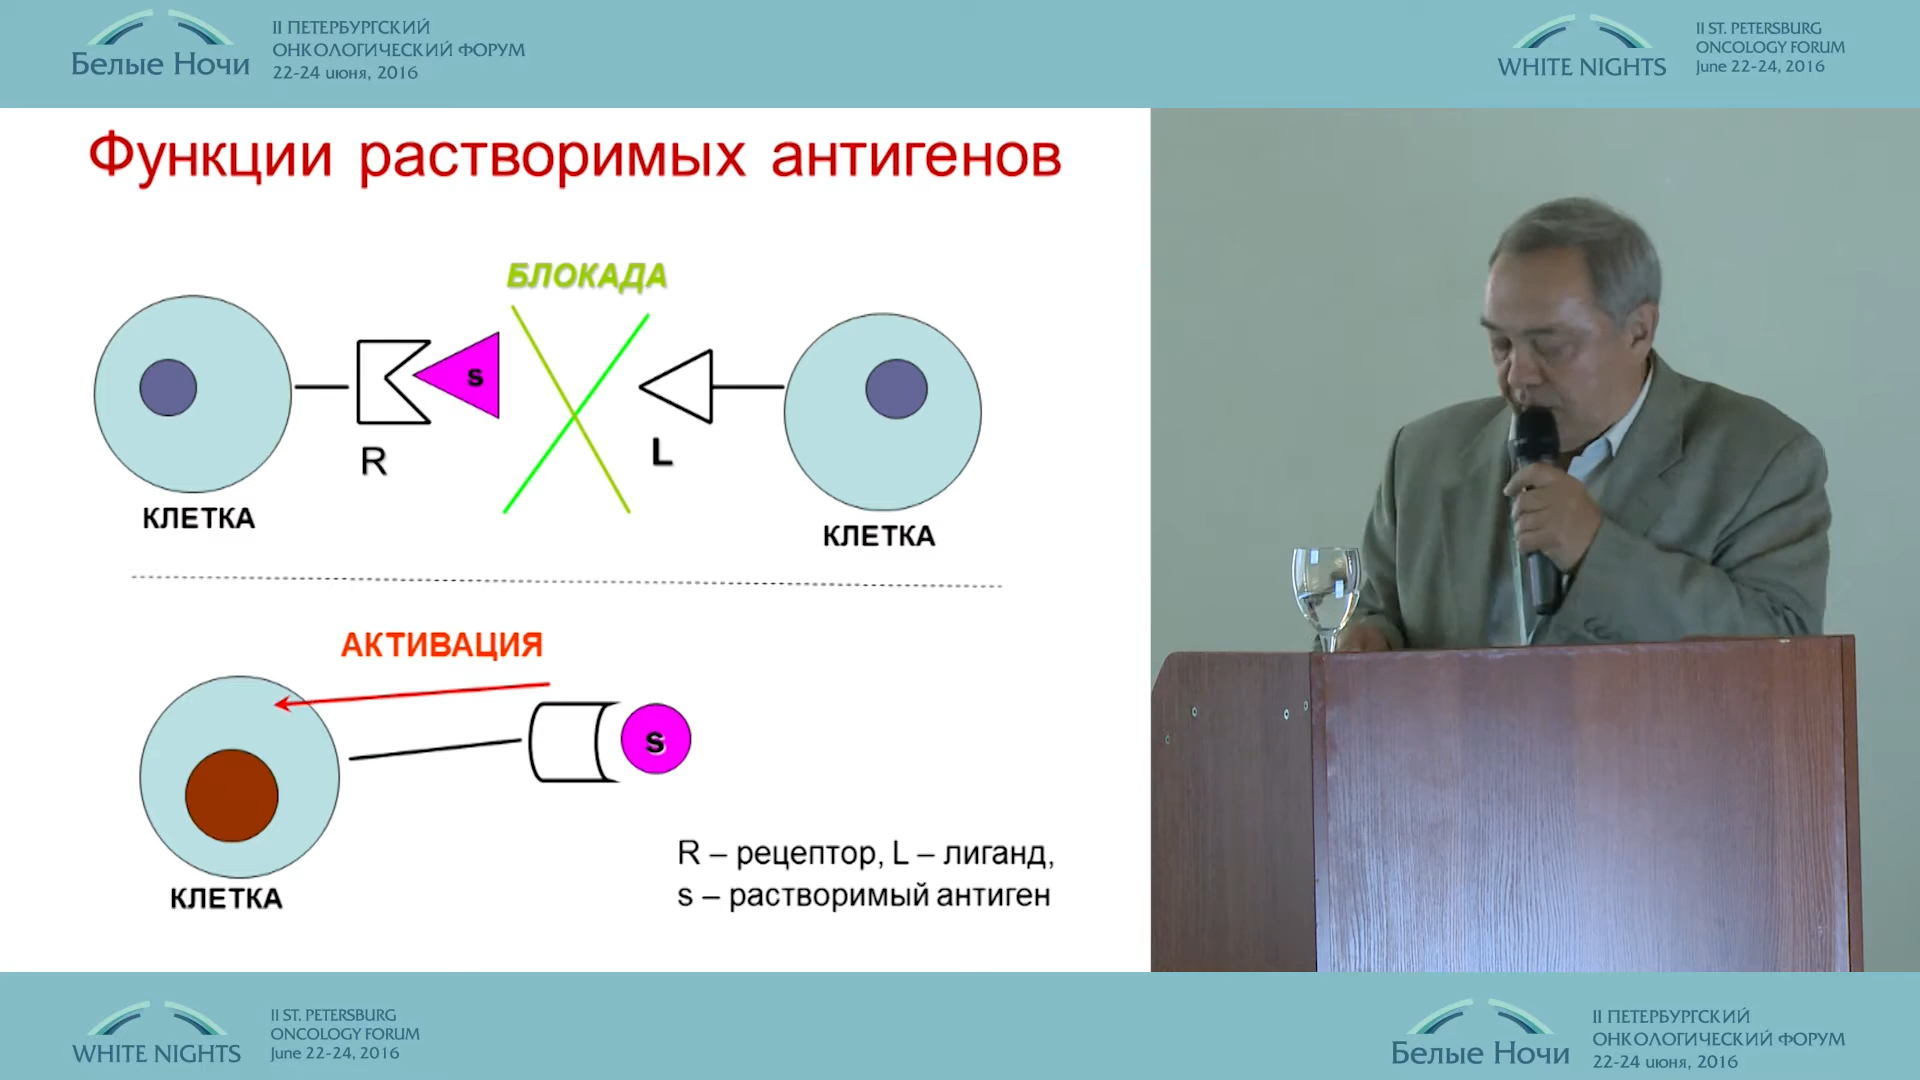 Белые Ночи
II ПЕТЕРБУРГСКИЙ
ОНКОЛОГИЧЕСКИЙ ФОРУМ
22-24 июня, 2016
WHITE NIGHTS
II ST. PETERSBURG
ONCOLOGY FORUM
June 22-24, 2016
Функции растворимых антигенов
БЛОКАДА
s
R
L
КЛЕТКА
КЛЕТКА
АКТИВАЦИЯ
s
КЛЕТКА
R – рецептор, L – лиганд,
s – растворимый антиген
WHITE NIGHTS
II ST. PETERSBURG
ONCOLOGY FORUM
June 22-24, 2016
Белые Ночи
II ПЕТЕРБУРГСКИЙ
ОНКОЛОГИЧЕСКИЙ ФОРУМ
22-24 июня, 2016